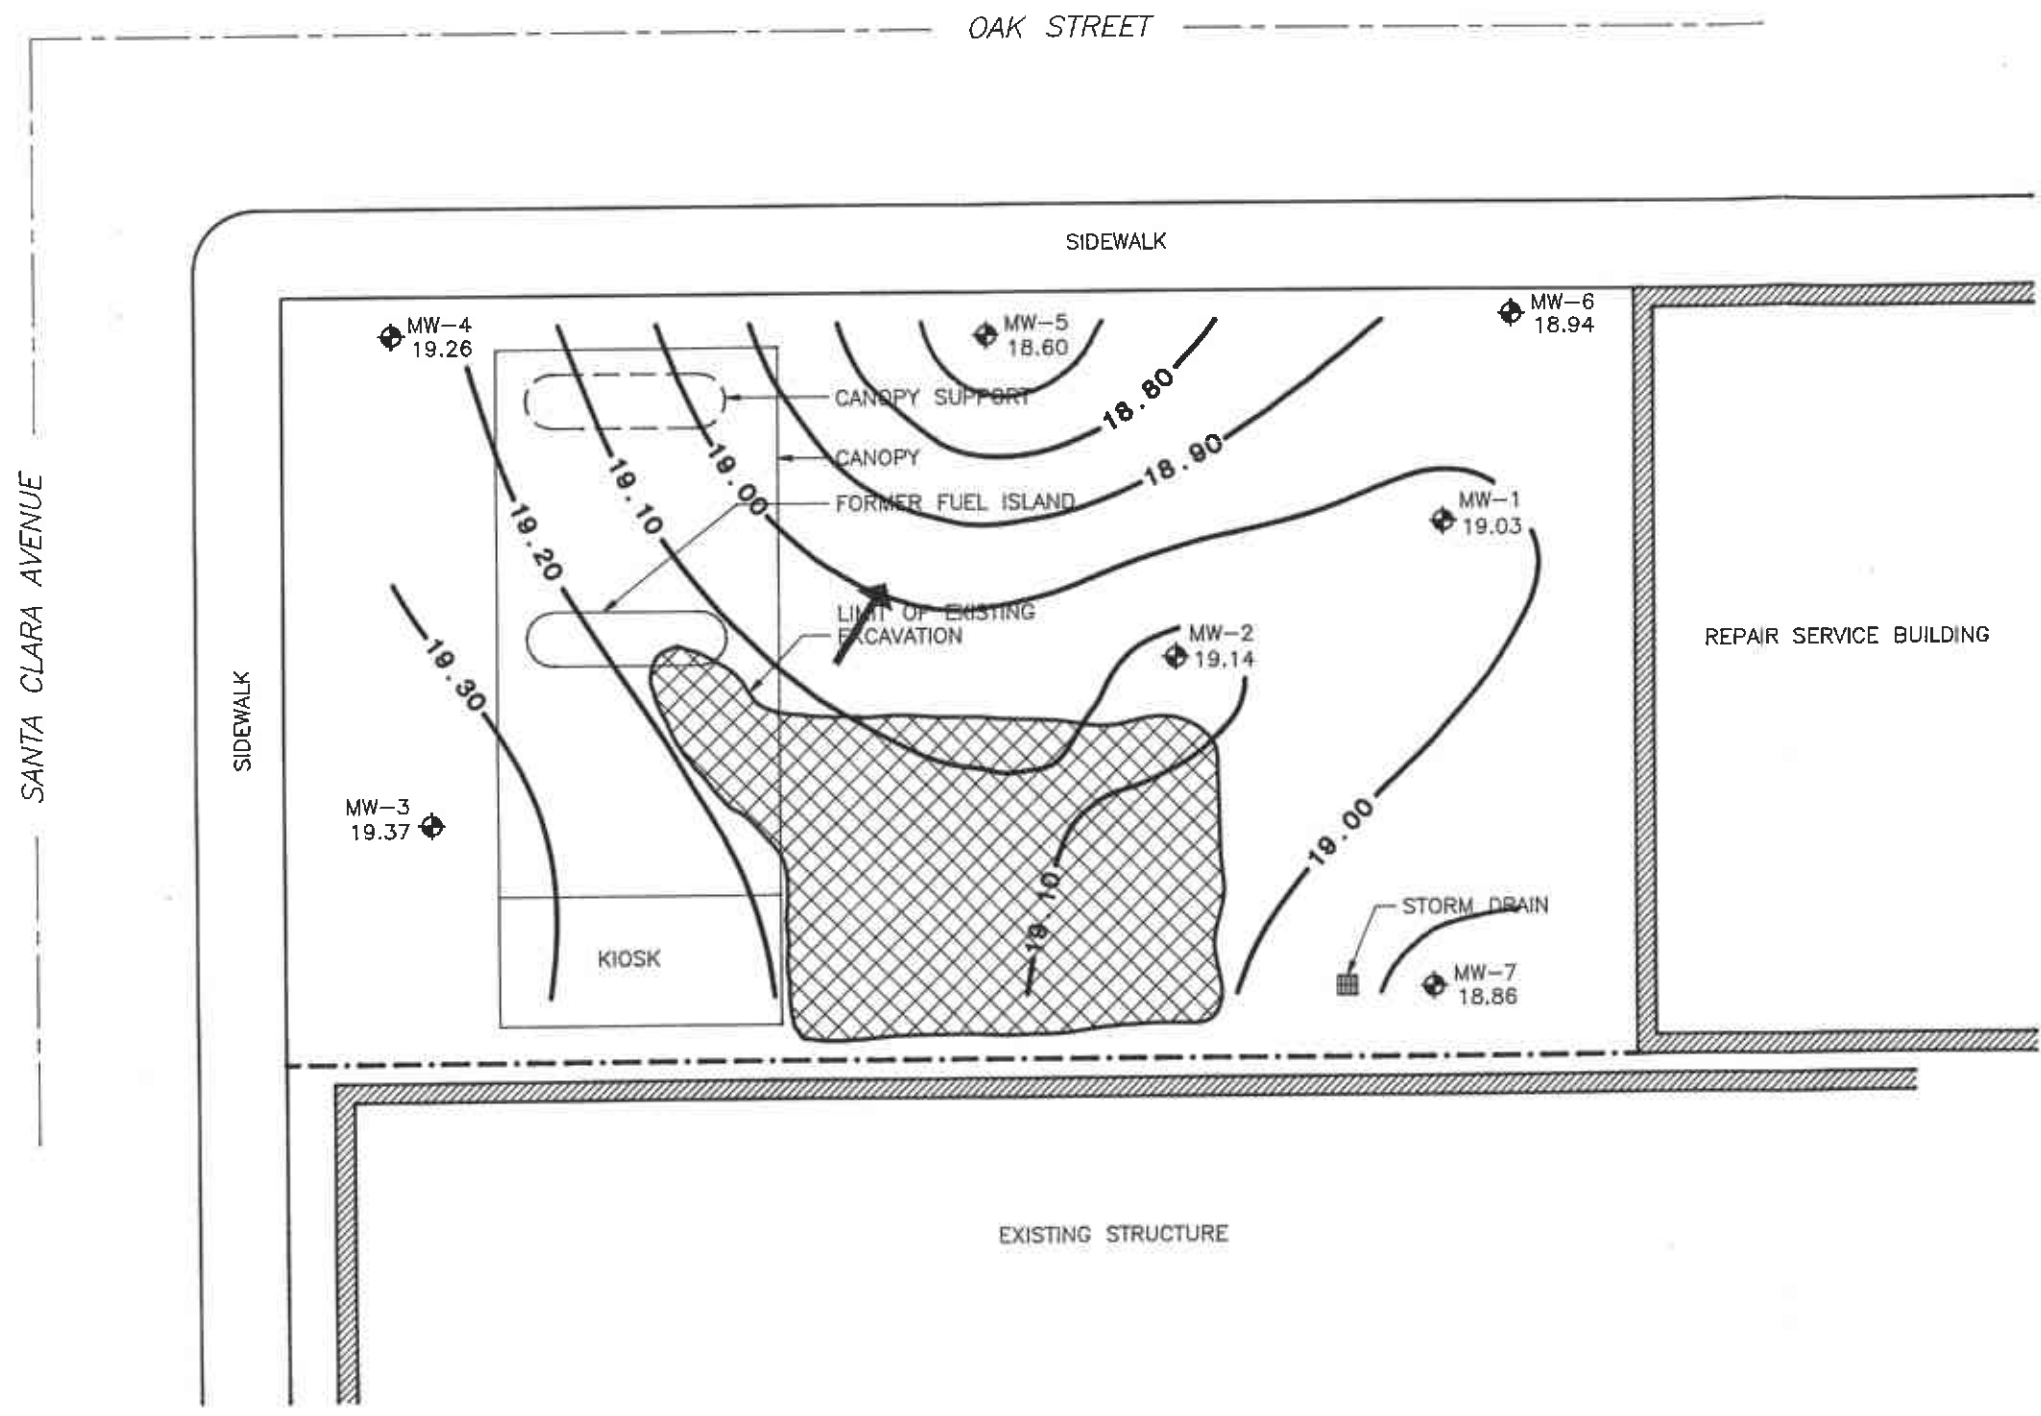 OAK STREET
SIDEWALK
MW-4
19.26
MW-5
18.60
MW-6
18.94
CANOPY SUPPORT
18.80
CANOPY
18.90
19.10
19.00
FORMER FUEL ISLAND
MW-1
19.03
19.20
SANTA CLARA AVENUE
LIMIT OF EXISTING
EXCAVATION
MW-2
19.14
REPAIR SERVICE BUILDING
19.30
SIDEWALK
MW-3
19.37
19.00
19.10
STORM DRAIN
KIOSK
MW-7
18.86
EXISTING STRUCTURE